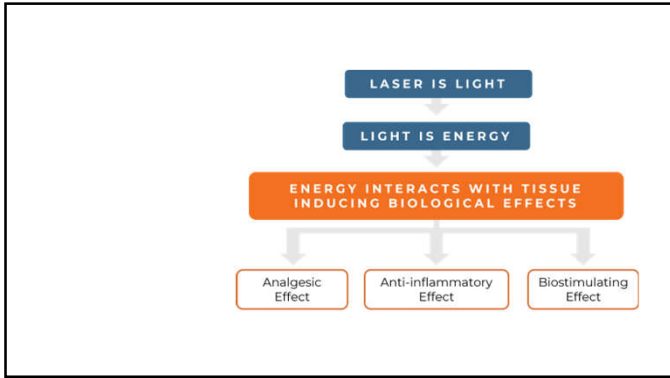 LASER IS LIGHT
LIGHT IS ENERGY
ENERGY INTERACTS WITH TISSUE
INDUCING BIOLOGICAL EFFECTS
Analgesic
Effect
Anti-inflammatory
Effect
Biostimulating
Effect